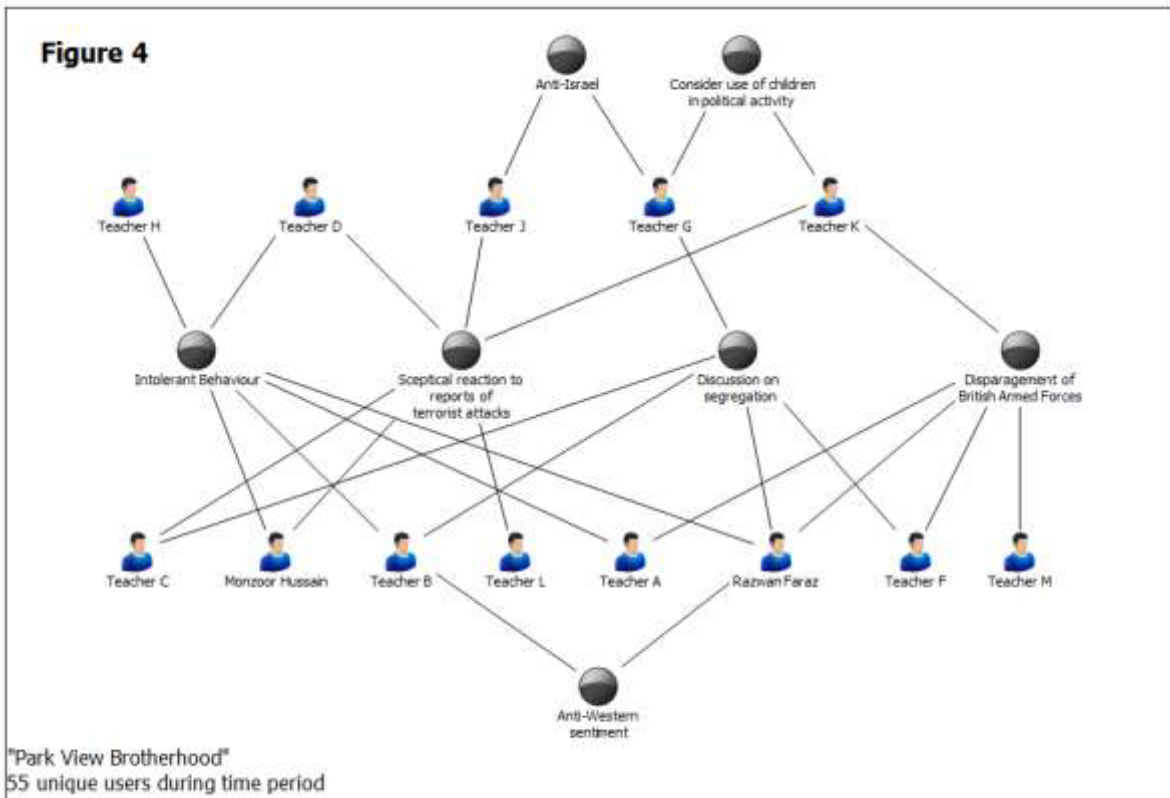 Figure 4
Anti-Israel
Consider use of children
in political activity
Teacher H
Teacher D
Teacher J
Teacher G
Teacher K
Intolerant Behaviour
Sceptical reaction to
reports of
terrorist attacks
Discussion on
segregation
Disparagement of
British Armed Forces
Teacher C
Monzoor Hussain
Teacher B
Teacher L
Teacher A
Razwan Faraz
Teacher F
Teacher M
Anti-Western
sentiment
"Park View Brotherhood"
55 unique users during time period